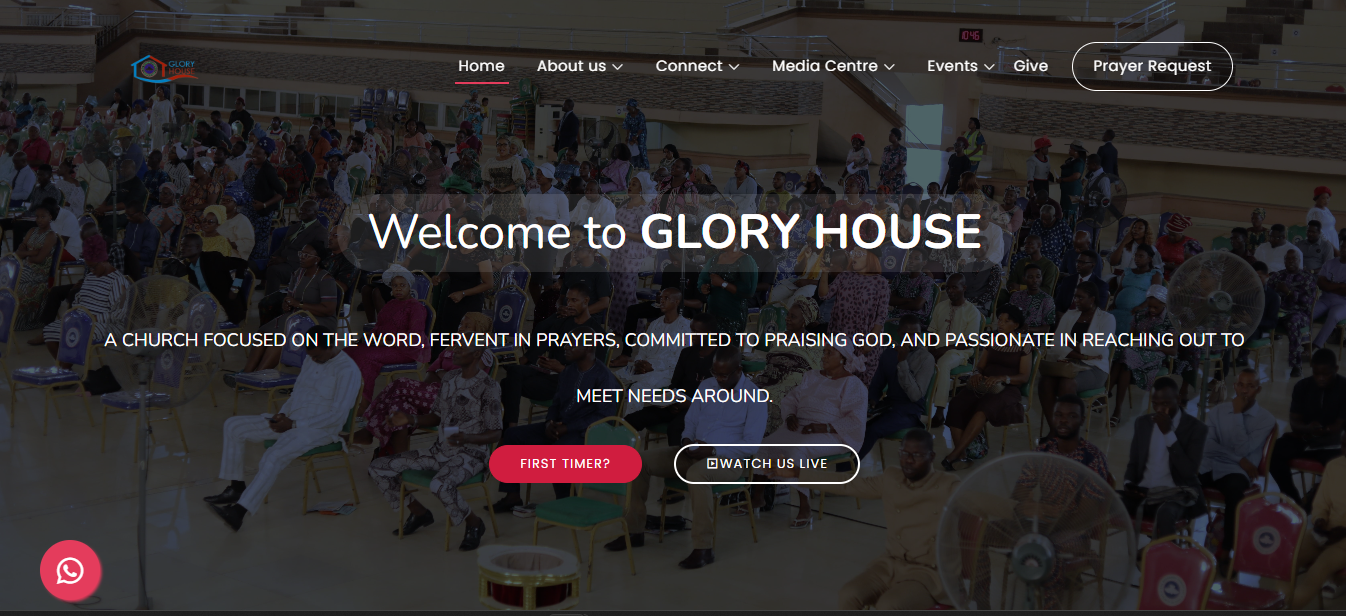 GLORY
HOUSE
Home
About us
Connect
Media Centre
Events
Give
Prayer Request
10:46
Welcome to GLORY HOUSE
A CHURCH FOCUSED ON THE WORD, FERVENT IN PRAYERS, COMMITTED TO PRAISING GOD, AND PASSIONATE IN REACHING OUT TO
MEET NEEDS AROUND.
FIRST TIMER?
WATCH US LIVE